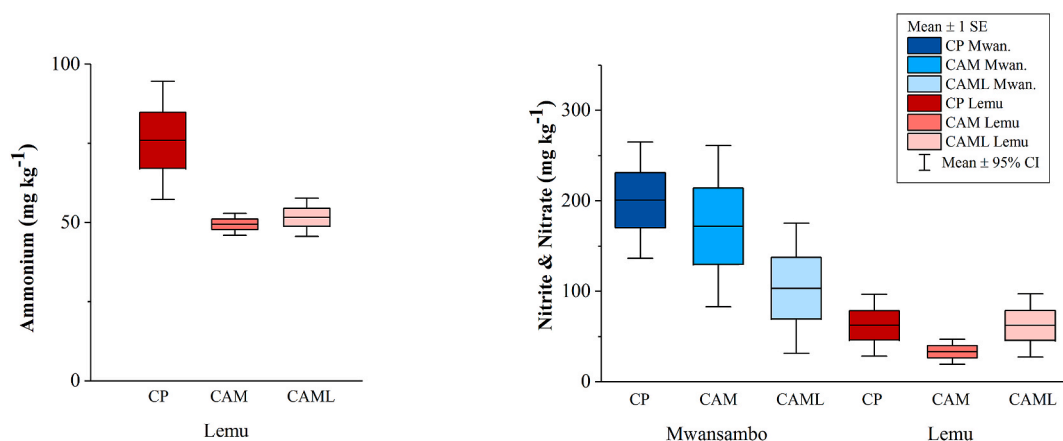 Ammonium (mg kg⁻¹)
100
50
0
CP CAM CAML
Lemu
Nitrite & Nitrate (mg kg⁻¹)
300
200
100
0
CP CAM CAML CP CAM CAML
Mwansambo Lemu
Mean ± 1 SE
CP Mwan.
CAM Mwan.
CAML Mwan.
CP Lemu
CAM Lemu
CAML Lemu
Mean ± 95% CI